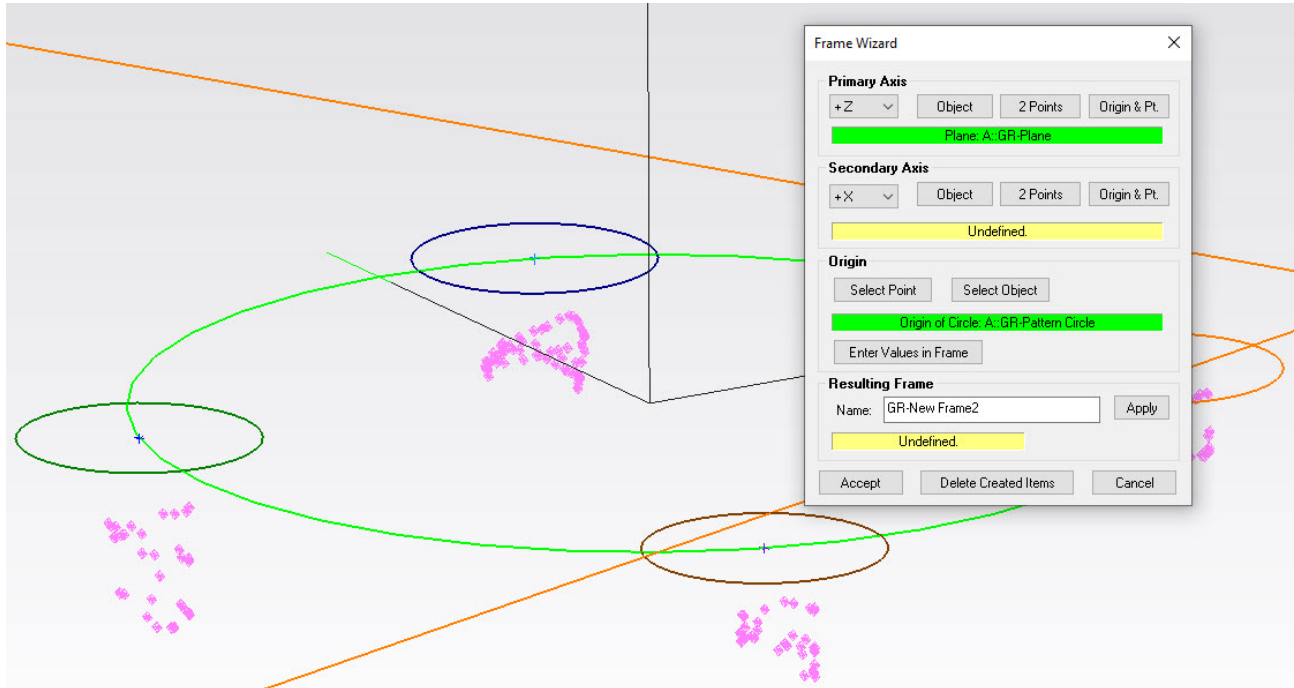 Frame Wizard
Primary Axis
+Z Object 2 Points Origin & Pt.
Plane: A::GR-Plane
Secondary Axis
+X Object 2 Points Origin & Pt.
Undefined.
Origin
Select Point Select Object
Origin of Circle: A::GR-Pattern Circle
Enter Values in Frame
Resulting Frame
Name: GR-New Frame2 Apply
Undefined.
Accept Delete Created Items Cancel